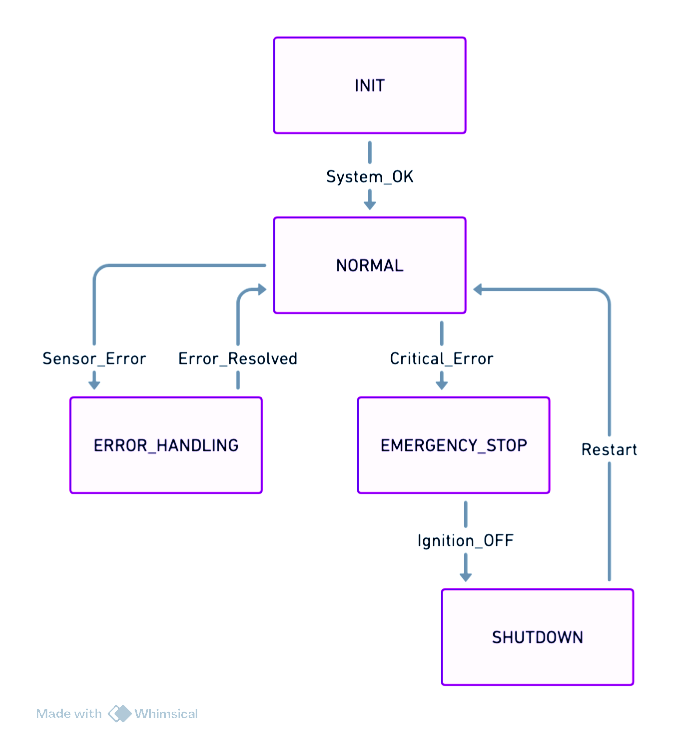 INIT
System_OK
NORMAL
Sensor_Error
Error_Resolved
Critical_Error
ERROR_HANDLING
EMERGENCY_STOP
Restart
Ignition_OFF
SHUTDOWN
Made with Whimsical